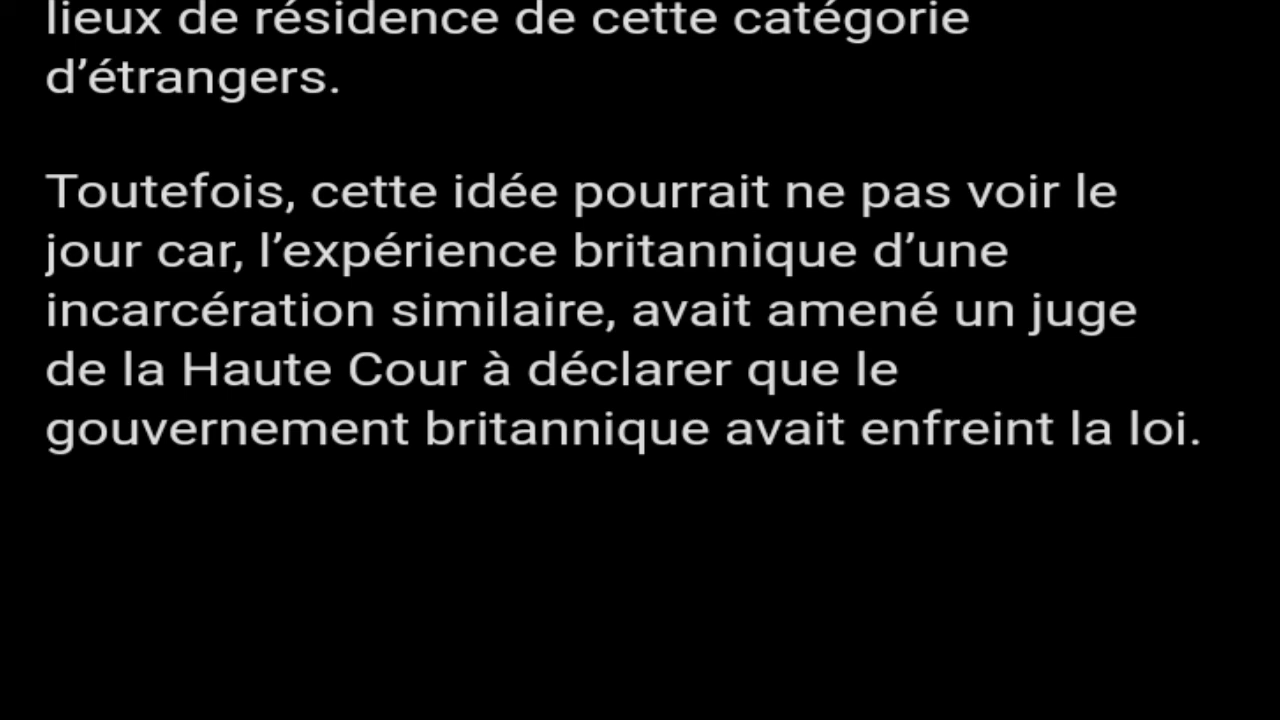 lieux de résidence de cette catégorie
d’étrangers.
Toutefois, cette idée pourrait ne pas voir le
jour car, l’expérience britannique d’une
incarcération similaire, avait amené un juge
de la Haute Cour à déclarer que le
gouvernement britannique avait enfreint la loi.